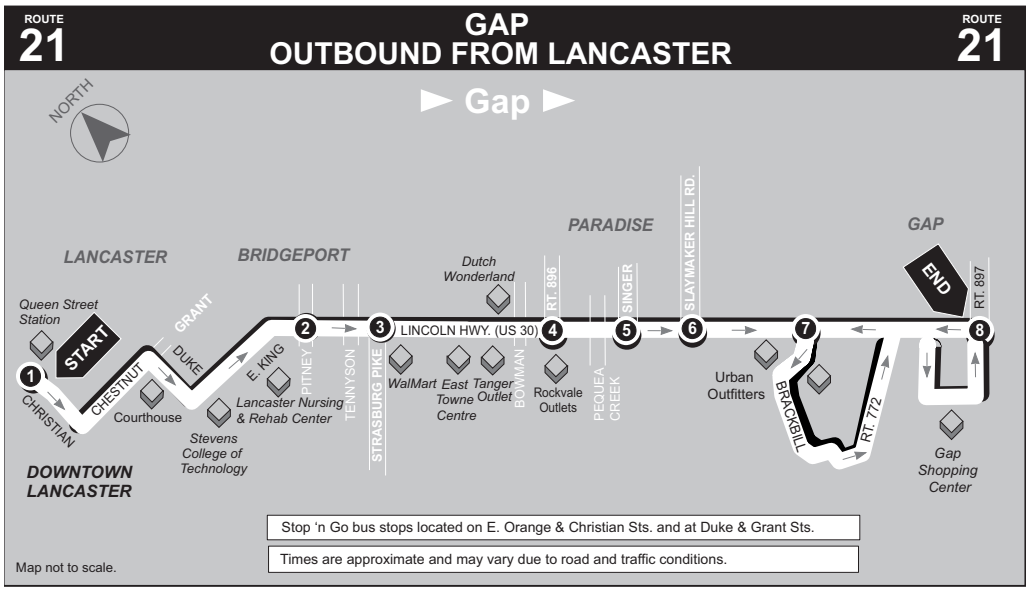 ROUTE
21
GAP
OUTBOUND FROM LANCASTER
ROUTE
21
NORTH
Gap
LANCASTER
BRIDGEPORT
PARADISE
GAP
Queen Street
Station
START
GRANT
Dutch
Wonderland
RT. 896
SINGER
SLAYMAKER HILL RD.
END
RT. 897
1
CHRISTIAN
CHESTNUT
DUKE
E. KING
2
3
LINCOLN HWY. (US 30)
4
5
6
7
8
Courthouse
Stevens
College of
Technology
Lancaster Nursing
& Rehab Center
PITNEY
TENNYSON
STRASBURG PIKE
WalMart
East
Towne
Centre
Tanger
Outlet
BOWMAN
Rockvale
Outlets
PEQUEA
CREEK
Urban
Outfitters
BRACKBILL
RT. 772
Gap
Shopping
Center
DOWNTOWN
LANCASTER
Stop ‘n Go bus stops located on E. Orange & Christian Sts. and at Duke & Grant Sts.
Times are approximate and may vary due to road and traffic conditions.
Map not to scale.